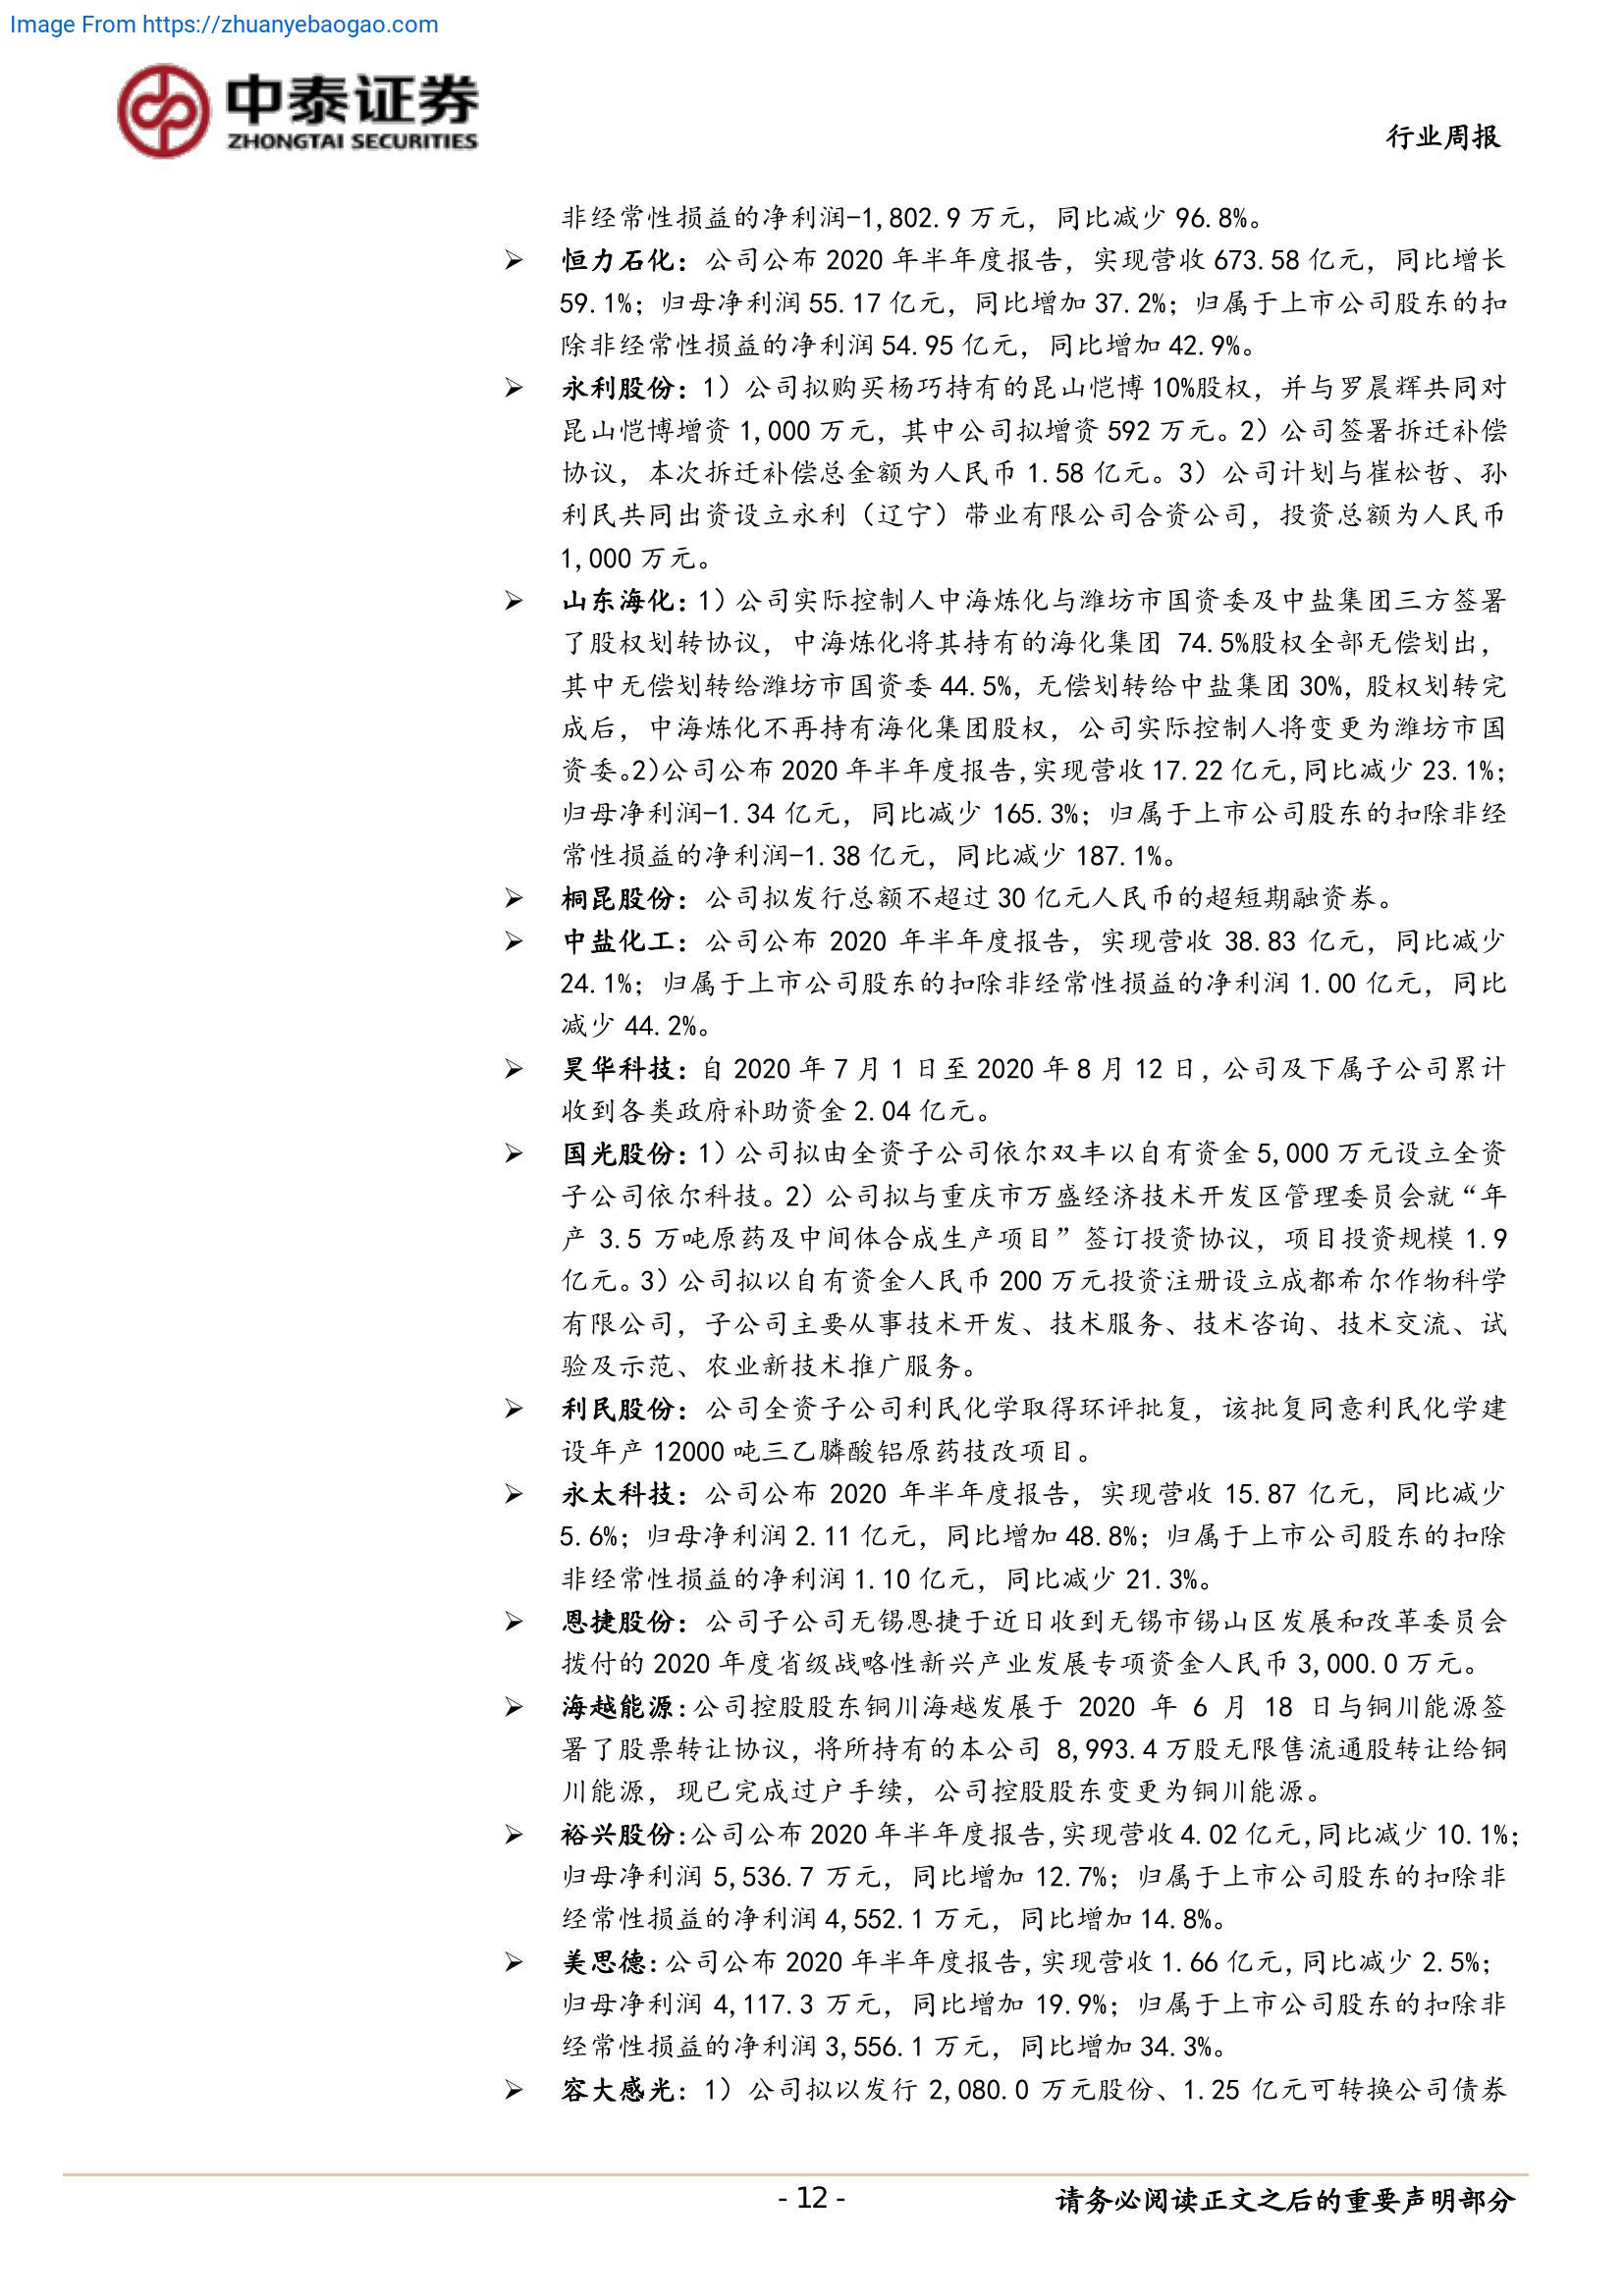 Image From https://zhuanyebaogao.com
中泰证券
ZHONGTAI SECURITIES
行业周报
非经常性损益的净利润-1,802.9 万元，同比减少 96.8%。
➢ 恒力石化：公司公布 2020 年半年度报告，实现营收 673.58 亿元，同比增长
59.1%；归母净利润 55.17 亿元，同比增加 37.2%；归属于上市公司股东的扣
除非经常性损益的净利润 54.95 亿元，同比增加 42.9%。
➢ 永利股份：1）公司拟购买杨巧持有的昆山恺博 10%股权，并与罗晨辉共同对
昆山恺博增资 1,000 万元，其中公司拟增资 592 万元。2）公司签署拆迁补偿
协议，本次拆迁补偿总金额为人民币 1.58 亿元。3）公司计划与崔松哲、孙
利民共同出资设立永利（辽宁）带业有限公司合资公司，投资总额为人民币
1,000 万元。
➢ 山东海化：1）公司实际控制人中海炼化与潍坊市国资委及中盐集团三方签署
了股权划转协议，中海炼化将其持有的海化集团 74.5%股权全部无偿划出，
其中无偿划转给潍坊市国资委 44.5%，无偿划转给中盐集团 30%，股权划转完
成后，中海炼化不再持有海化集团股权，公司实际控制人将变更为潍坊市国
资委。2)公司公布 2020 年半年度报告,实现营收 17.22 亿元,同比减少 23.1%；
归母净利润-1.34 亿元，同比减少 165.3%；归属于上市公司股东的扣除非经
常性损益的净利润-1.38 亿元，同比减少 187.1%。
➢ 桐昆股份：公司拟发行总额不超过 30 亿元人民币的超短期融资券。
➢ 中盐化工：公司公布 2020 年半年度报告，实现营收 38.83 亿元，同比减少
24.1%；归属于上市公司股东的扣除非经常性损益的净利润 1.00 亿元，同比
减少 44.2%。
➢ 昊华科技：自 2020 年 7 月 1 日至 2020 年 8 月 12 日，公司及下属子公司累计
收到各类政府补助资金 2.04 亿元。
➢ 国光股份：1）公司拟由全资子公司依尔双丰以自有资金 5,000 万元设立全资
子公司依尔科技。2）公司拟与重庆市万盛经济技术开发区管理委员会就“年
产 3.5 万吨原药及中间体合成生产项目”签订投资协议，项目投资规模 1.9
亿元。3）公司拟以自有资金人民币 200 万元投资注册设立成都希尔作物科学
有限公司，子公司主要从事技术开发、技术服务、技术咨询、技术交流、试
验及示范、农业新技术推广服务。
➢ 利民股份：公司全资子公司利民化学取得环评批复，该批复同意利民化学建
设年产 12000 吨三乙膦酸铝原药技改项目。
➢ 永太科技：公司公布 2020 年半年度报告，实现营收 15.87 亿元，同比减少
5.6%；归母净利润 2.11 亿元，同比增加 48.8%；归属于上市公司股东的扣除
非经常性损益的净利润 1.10 亿元，同比减少 21.3%。
➢ 恩捷股份：公司子公司无锡恩捷于近日收到无锡市锡山区发展和改革委员会
拨付的 2020 年度省级战略性新兴产业发展专项资金人民币 3,000.0 万元。
➢ 海越能源：公司控股股东铜川海越发展于 2020 年 6 月 18 日与铜川能源签
署了股票转让协议，将所持有的本公司 8,993.4 万股无限售流通股转让给铜
川能源，现已完成过户手续，公司控股股东变更为铜川能源。
➢ 裕兴股份：公司公布 2020 年半年度报告,实现营收 4.02 亿元,同比减少 10.1%；
归母净利润 5,536.7 万元，同比增加 12.7%；归属于上市公司股东的扣除非
经常性损益的净利润 4,552.1 万元，同比增加 14.8%。
➢ 美思德：公司公布 2020 年半年度报告，实现营收 1.66 亿元，同比减少 2.5%；
归母净利润 4,117.3 万元，同比增加 19.9%；归属于上市公司股东的扣除非
经常性损益的净利润 3,556.1 万元，同比增加 34.3%。
➢ 容大感光：1）公司拟以发行 2,080.0 万元股份、1.25 亿元可转换公司债券
- 12 -
请务必阅读正文之后的重要声明部分